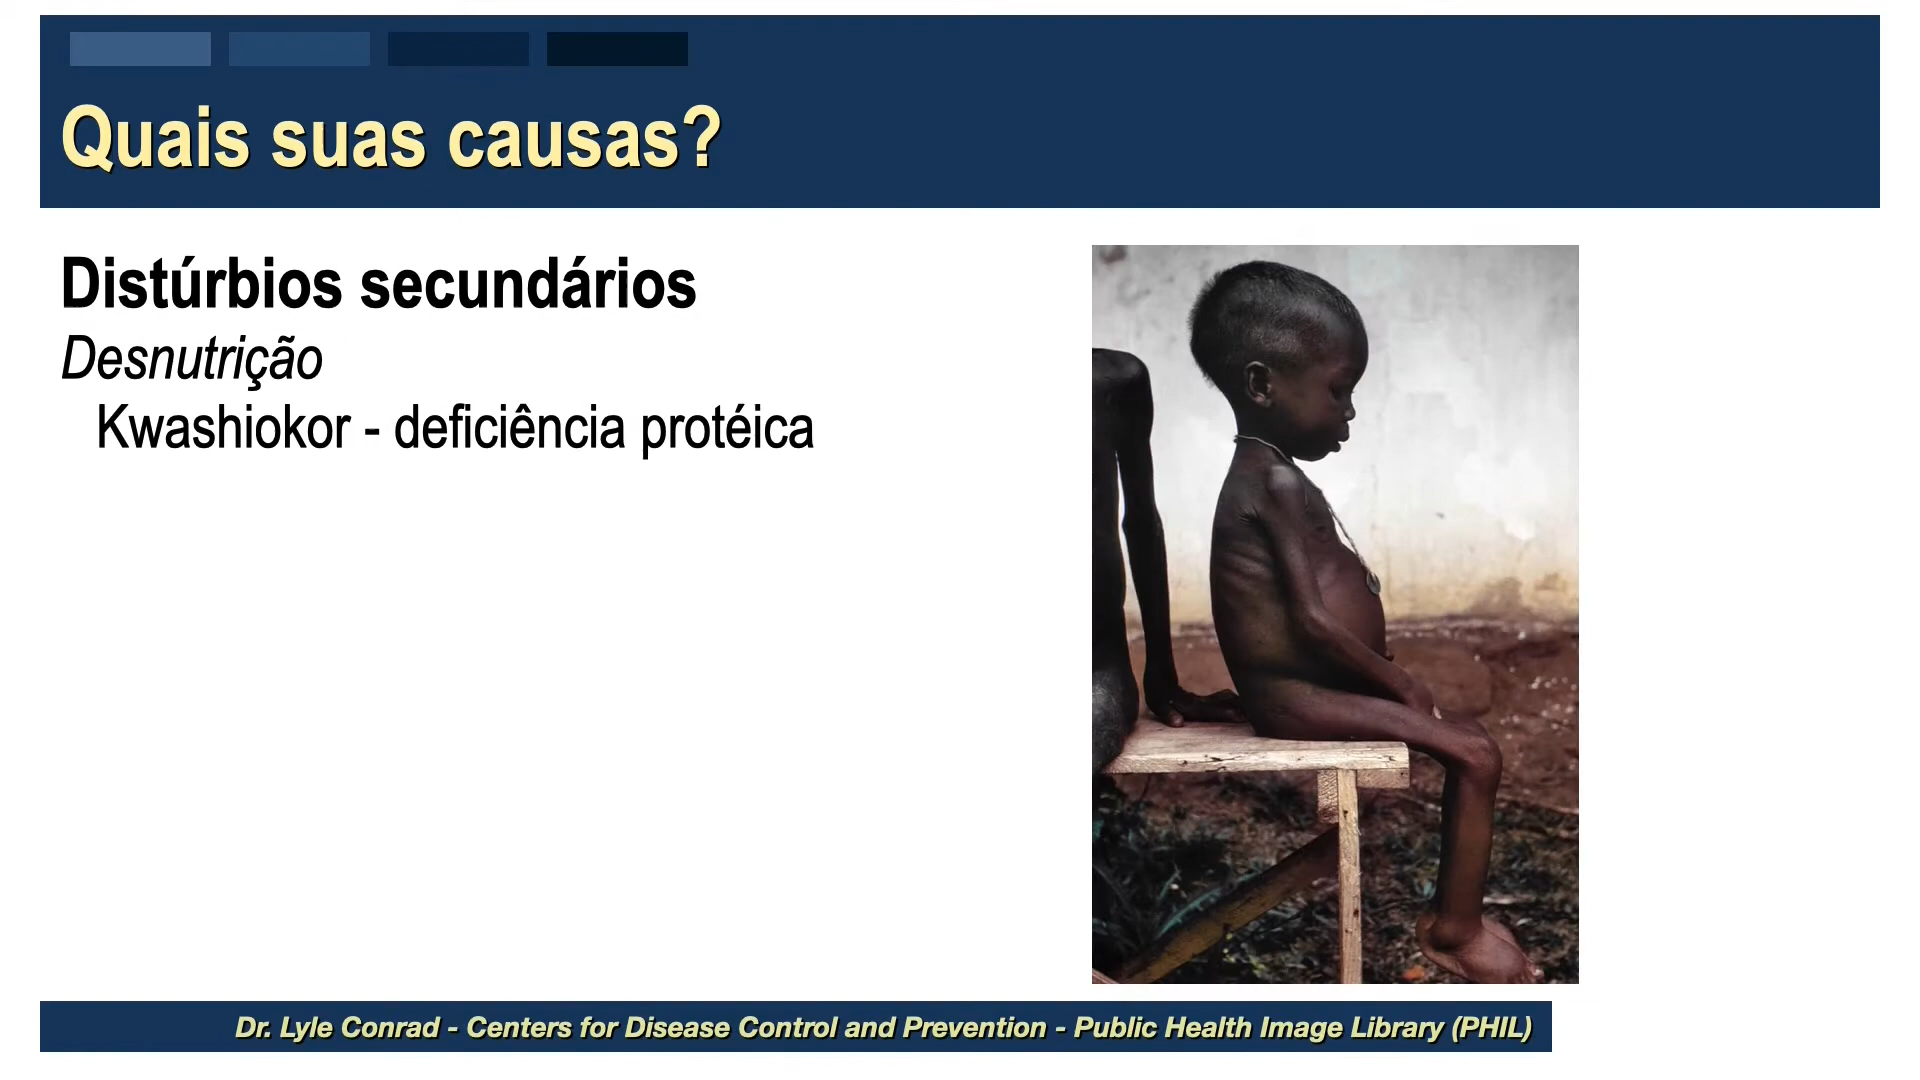 Quais suas causas?
Distúrbios secundários
Desnutrição
Kwashiokor - deficiência protéica
Dr. Lyle Conrad - Centers for Disease Control and Prevention - Public Health Image Library (PHIL)